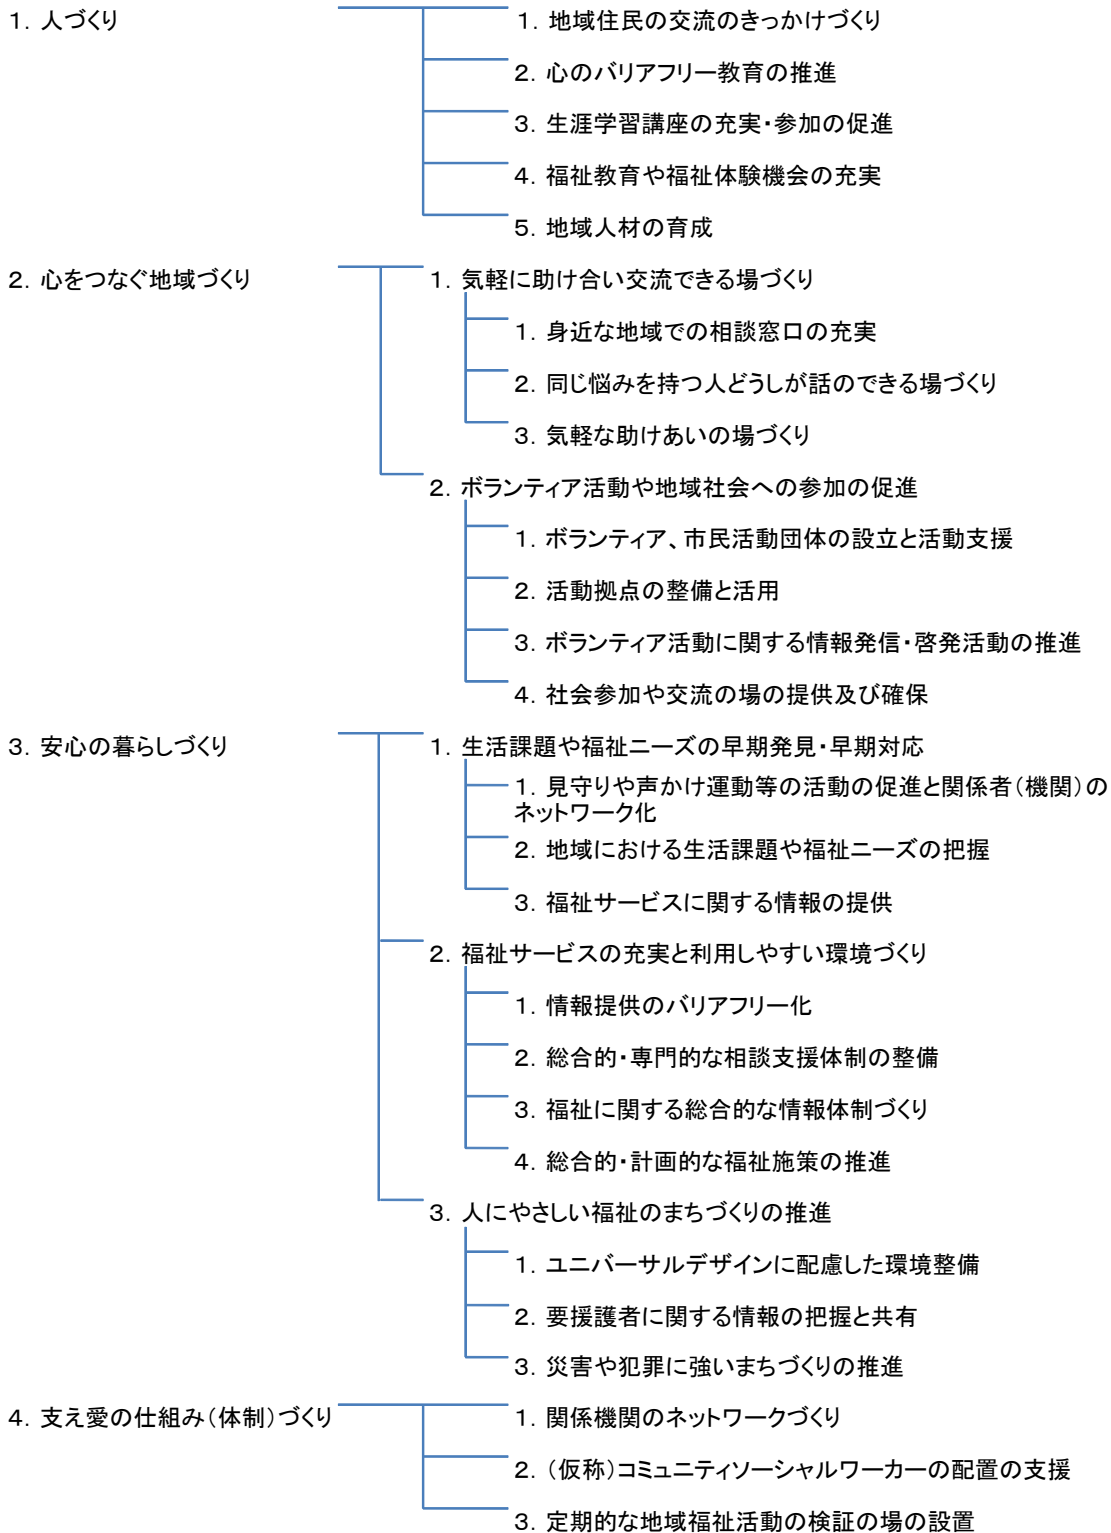 1. 人づくり
1. 地域住民の交流のきっかけづくり
2. 心のバリアフリー教育の推進
3. 生涯学習講座の充実・参加の促進
4. 福祉教育や福祉体験機会の充実
5. 地域人材の育成
2. 心をつなぐ地域づくり
1. 気軽に助け合い交流できる場づくり
1. 身近な地域での相談窓口の充実
2. 同じ悩みを持つ人どうしが話のできる場づくり
3. 気軽な助けあいの場づくり
2. ボランティア活動や地域社会への参加の促進
1. ボランティア、市民活動団体の設立と活動支援
2. 活動拠点の整備と活用
3. ボランティア活動に関する情報発信・啓発活動の推進
4. 社会参加や交流の場の提供及び確保
3. 安心の暮らしづくり
1. 生活課題や福祉ニーズの早期発見・早期対応
1. 見守りや声かけ運動等の活動の促進と関係者（機関）の
ネットワーク化
2. 地域における生活課題や福祉ニーズの把握
3. 福祉サービスに関する情報の提供
2. 福祉サービスの充実と利用しやすい環境づくり
1. 情報提供のバリアフリー化
2. 総合的・専門的な相談支援体制の整備
3. 福祉に関する総合的な情報体制づくり
4. 総合的・計画的な福祉施策の推進
3. 人にやさしい福祉のまちづくりの推進
1. ユニバーサルデザインに配慮した環境整備
2. 要援護者に関する情報の把握と共有
3. 災害や犯罪に強いまちづくりの推進
4. 支え愛の仕組み（体制）づくり
1. 関係機関のネットワークづくり
2. （仮称）コミュニティソーシャルワーカーの配置の支援
3. 定期的な地域福祉活動の検証の場の設置